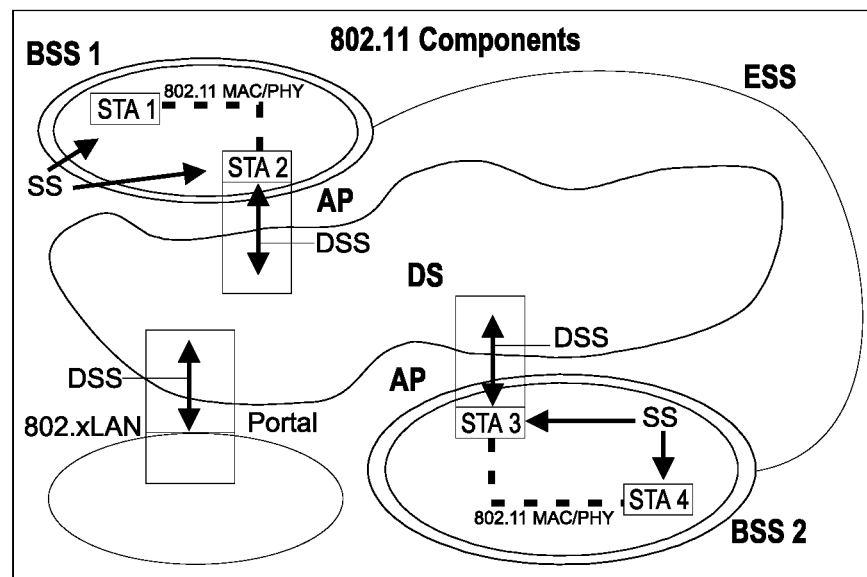 802.11 Components
BSS 1
ESS
802.11 MAC/PHY
STA 1
STA 2
SS
AP
DSS
DS
DSS
DSS
AP
802.xLAN
Portal
STA 3
SS
STA 4
802.11 MAC/PHY
BSS 2